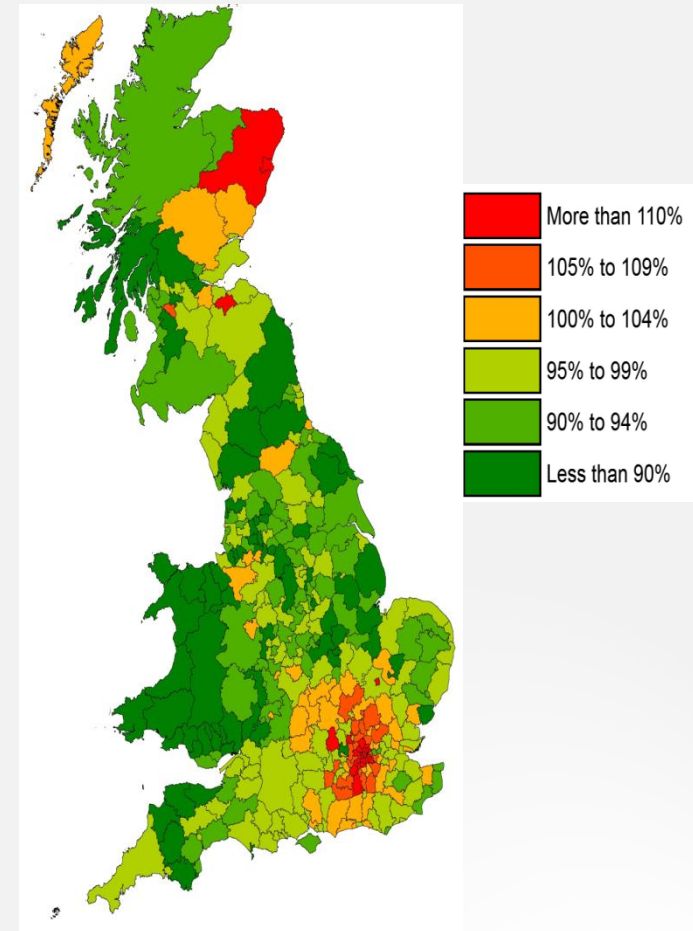 More than 110%
105% to 109%
100% to 104%
95% to 99%
90% to 94%
Less than 90%